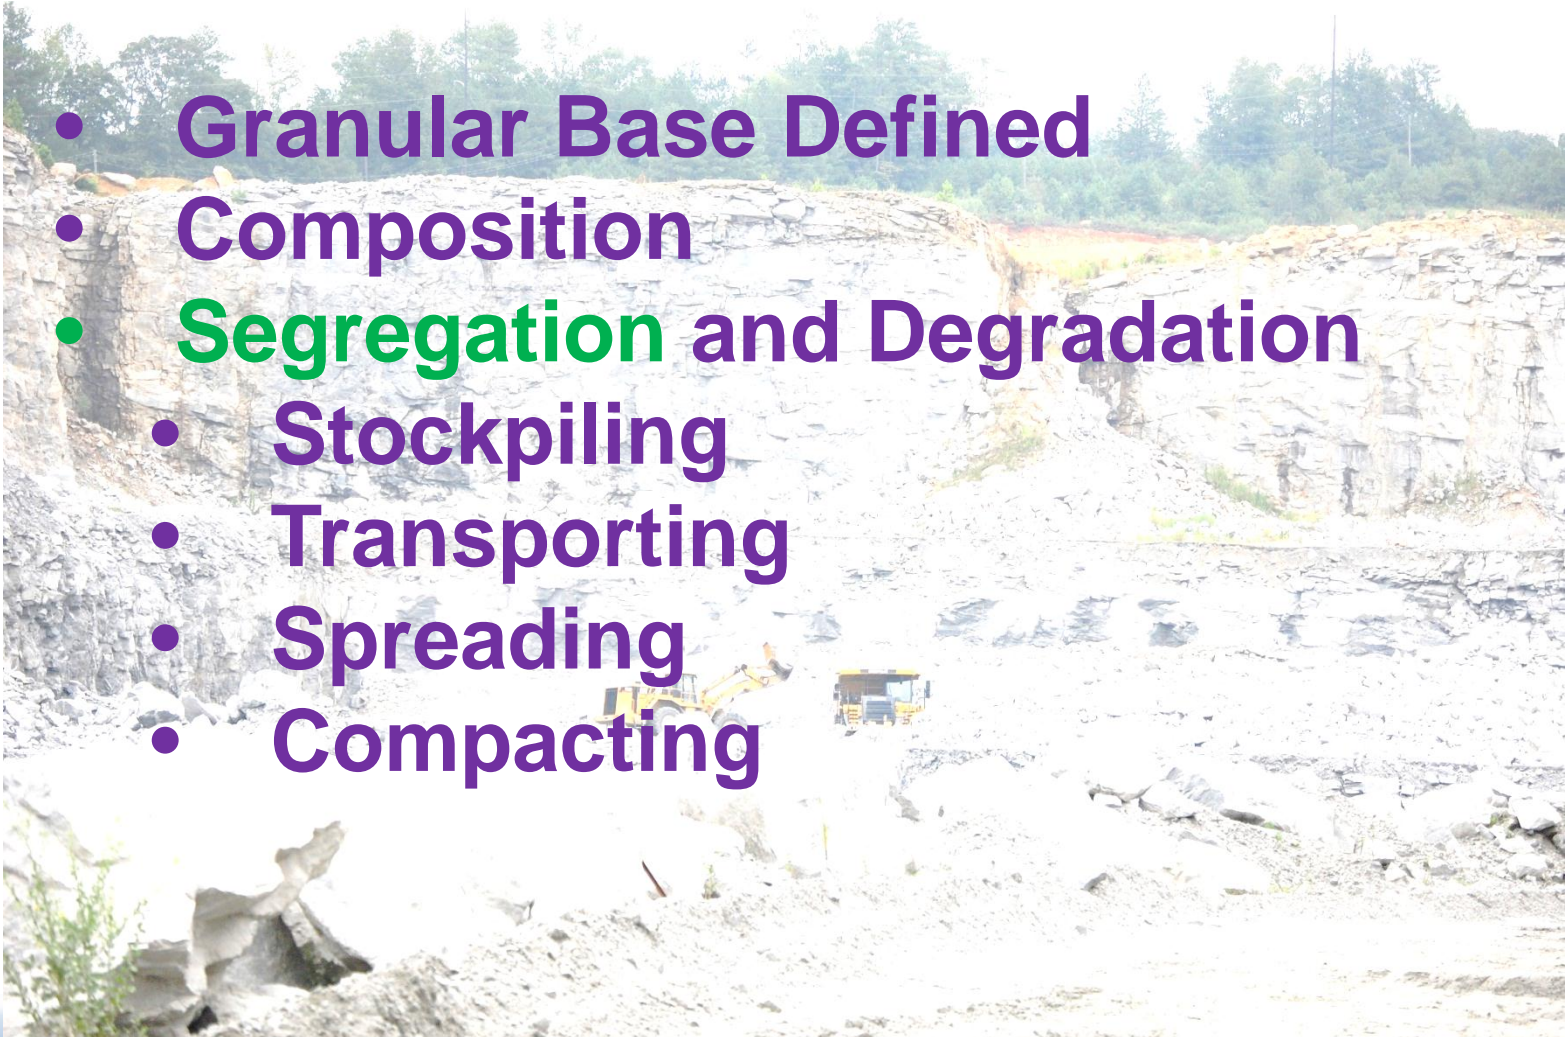 • Granular Base Defined
• Composition
• Segregation and Degradation
• Stockpiling
• Transporting
• Spreading
• Compacting